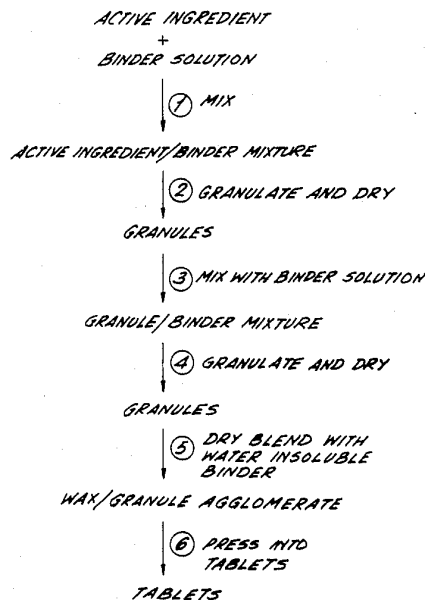 ACTIVE INGREDIENT
+
BINDER SOLUTION
1 MIX
ACTIVE INGREDIENT/BINDER MIXTURE
2 GRANULATE AND DRY
GRANULES
3 MIX WITH BINDER SOLUTION
GRANULE/BINDER MIXTURE
4 GRANULATE AND DRY
GRANULES
5 DRY BLEND WITH
WATER INSOLUBLE
BINDER
WAX/GRANULE AGGLOMERATE
6 PRESS INTO
TABLETS
TABLETS